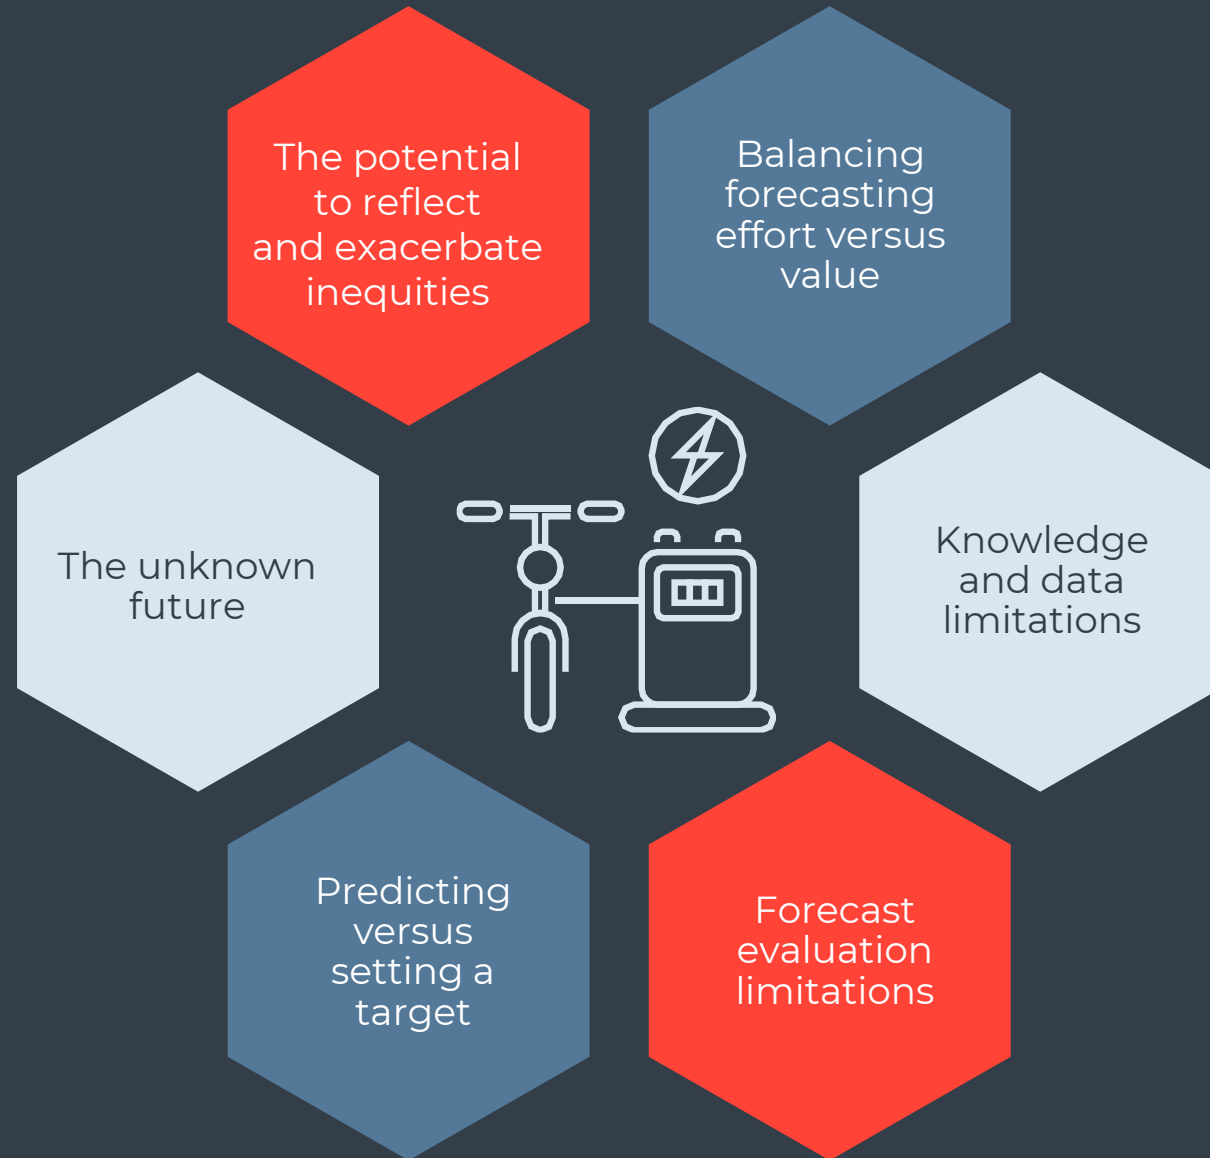 The potential
to reflect
and exacerbate
inequities
Balancing
forecasting
effort versus
value
The unknown
future
Knowledge
and data
limitations
Predicting
versus
setting a
target
Forecast
evaluation
limitations